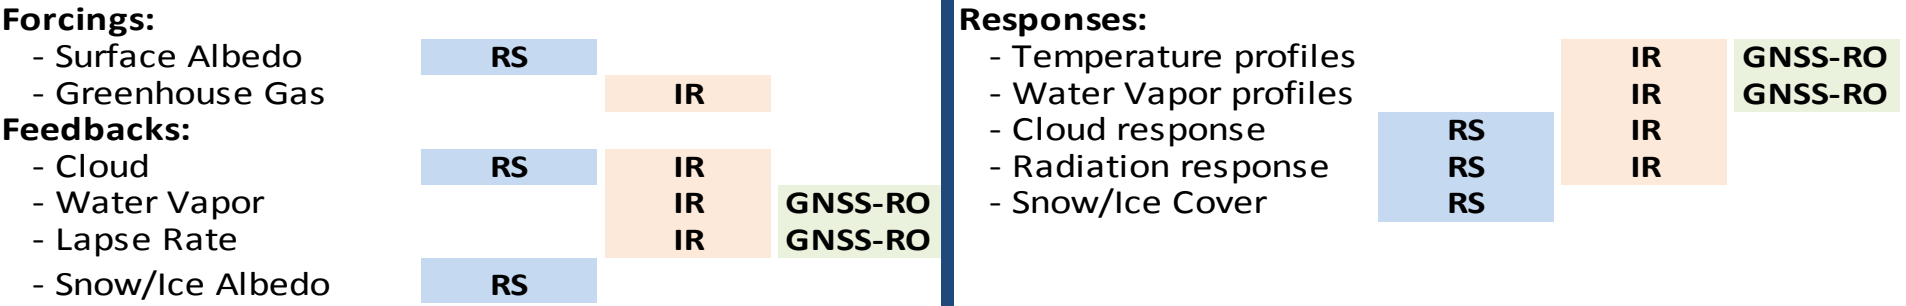 Forcings:
- Surface Albedo RS
- Greenhouse Gas IR
Feedbacks:
- Cloud RS IR
- Water Vapor IR GNSS-RO
- Lapse Rate IR GNSS-RO
- Snow/Ice Albedo RS
Responses:
- Temperature profiles IR GNSS-RO
- Water Vapor profiles IR GNSS-RO
- Cloud response RS IR
- Radiation response RS IR
- Snow/Ice Cover RS